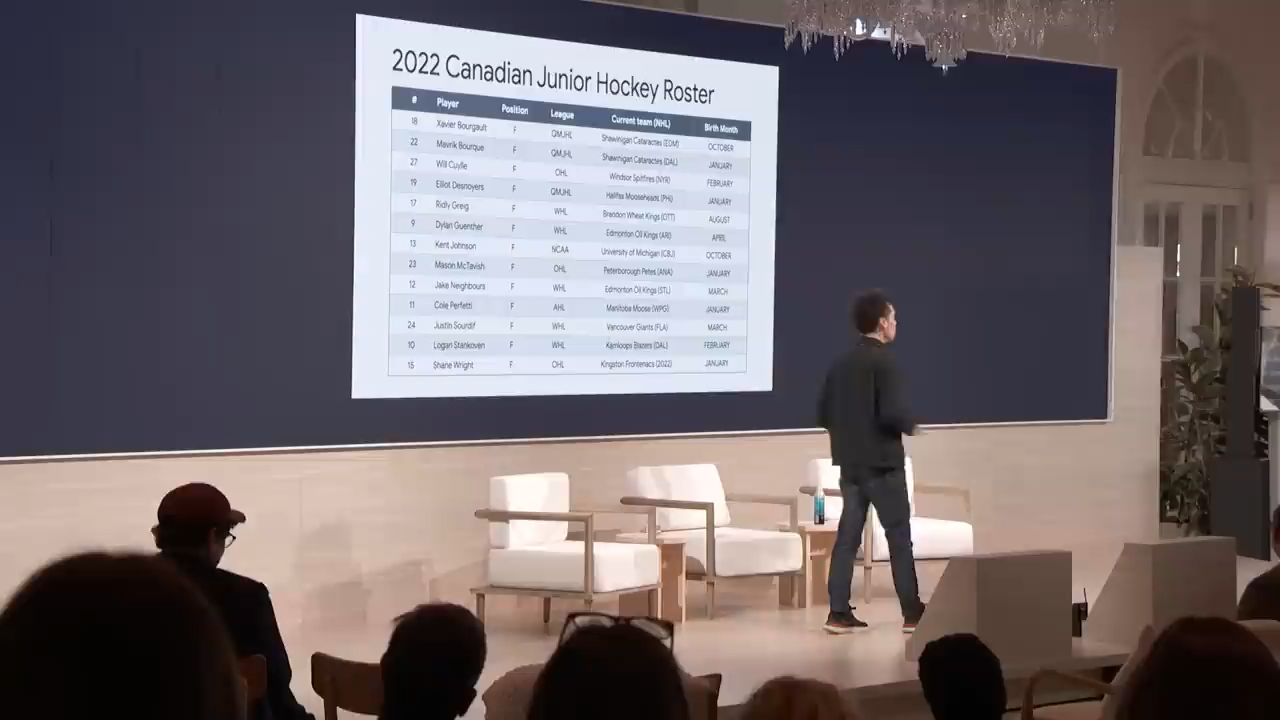 2022 Canadian Junior Hockey Roster
# Player Position League Current team (NHL) Birth Month
18 Xavier Bourgault F QMJHL Shawinigan Cataractes (EDM) OCTOBER
22 Mavrik Bourque F QMJHL Shawinigan Cataractes (DAL) JANUARY
27 Will Cuylle F OHL Windsor Spitfires (NYR) FEBRUARY
19 Elliot Desnoyers F QMJHL Halifax Mooseheads (PHI) JANUARY
17 Ridly Greig F WHL Brandon Wheat Kings (OTT) AUGUST
9 Dylan Guenther F WHL Edmonton Oil Kings (ARI) APRIL
13 Kent Johnson F NCAA University of Michigan (CBJ) OCTOBER
23 Mason McTavish F OHL Peterborough Petes (ANA) JANUARY
12 Jake Neighbours F WHL Edmonton Oil Kings (STL) MARCH
11 Cole Perfetti F AHL Manitoba Moose (WPG) JANUARY
24 Justin Sourdif F WHL Vancouver Giants (FLA) MARCH
10 Logan Stankoven F WHL Kamloops Blazers (DAL) FEBRUARY
15 Shane Wright F OHL Kingston Frontenacs (2022) JANUARY